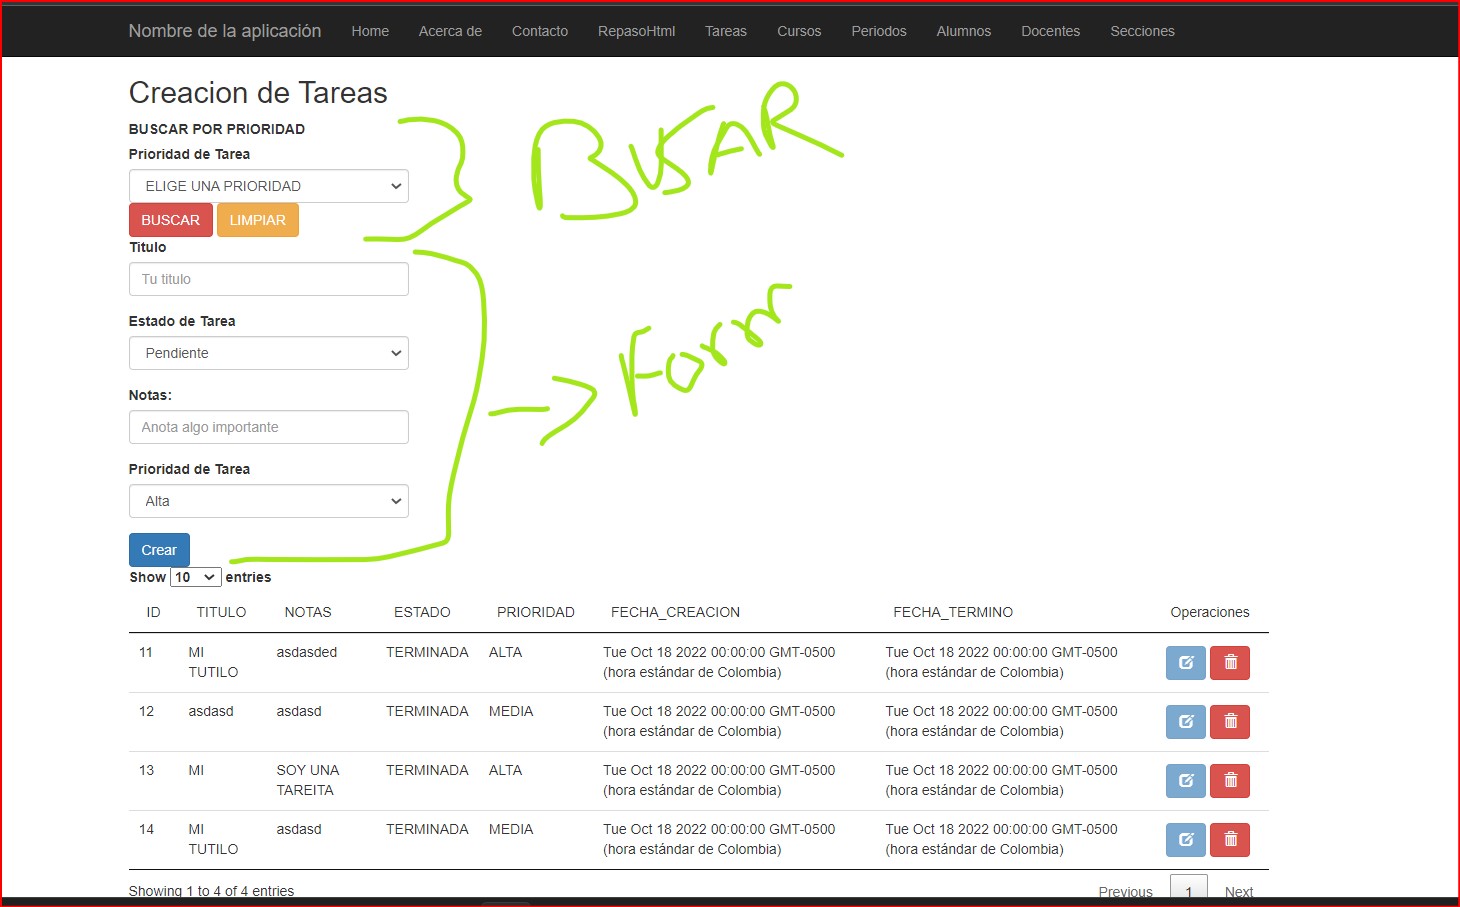 Nombre de la aplicación Home Acerca de Contacto RepasoHtml Tareas Cursos Periodos Alumnos Docentes Secciones
Creacion de Tareas
BUSCAR POR PRIORIDAD
Prioridad de Tarea
ELIGE UNA PRIORIDAD
BUSCAR LIMPIAR
BUSAR
Titulo
Tu titulo
Estado de Tarea
Pendiente
Form
Notas:
Anota algo importante
Prioridad de Tarea
Alta
Crear
Show 10 entries
ID TITULO NOTAS ESTADO PRIORIDAD FECHA_CREACION FECHA_TERMINO Operaciones
11 MI asdasded TERMINADA ALTA Tue Oct 18 2022 00:00:00 GMT-0500 Tue Oct 18 2022 00:00:00 GMT-0500
TUTILO (hora estándar de Colombia) (hora estándar de Colombia)
12 asdasd asdasd TERMINADA MEDIA Tue Oct 18 2022 00:00:00 GMT-0500 Tue Oct 18 2022 00:00:00 GMT-0500
(hora estándar de Colombia) (hora estándar de Colombia)
13 MI SOY UNA TERMINADA ALTA Tue Oct 18 2022 00:00:00 GMT-0500 Tue Oct 18 2022 00:00:00 GMT-0500
TAREITA (hora estándar de Colombia) (hora estándar de Colombia)
14 MI asdasd TERMINADA MEDIA Tue Oct 18 2022 00:00:00 GMT-0500 Tue Oct 18 2022 00:00:00 GMT-0500
TUTILO (hora estándar de Colombia) (hora estándar de Colombia)
Showing 1 to 4 of 4 entries Previous 1 Next